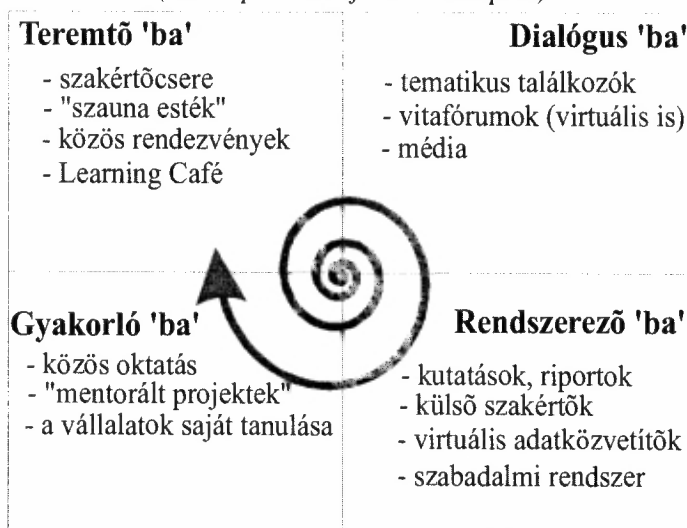 Teremtõ 'ba'
- szakértõcsere
- "szauna esték"
- közös rendezvények
- Learning Café
Dialógus 'ba'
- tematikus találkozók
- vitafórumok (virtuális is)
- média
Gyakorló 'ba'
- közös oktatás
- "mentorált projektek"
- a vállalatok saját tanulása
Rendszerezõ 'ba'
- kutatások, riportok
- külsõ szakértõk
- virtuális adatközvetítõk
- szabadalmi rendszer